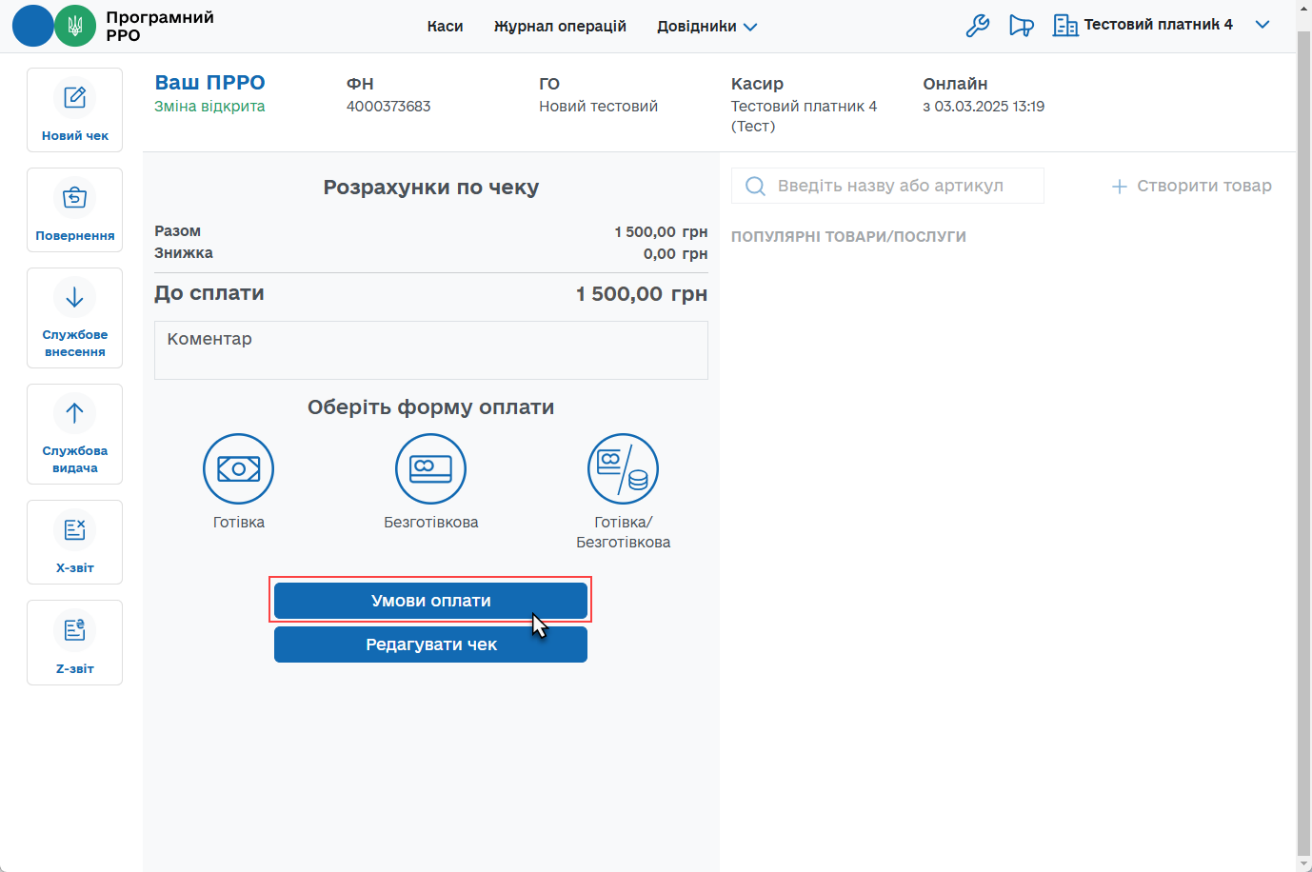 Програмний
РРО
Каси
Журнал операцій
Довідники
Тестовий платник 4
Новий чек
Повернення
Службове
внесення
Службова
видача
X-звіт
Z-звіт
Ваш ПРРО
Зміна відкрита
ФН
4000373683
ГО
Новий тестовий
Касир
Тестовий платник 4
(Тест)
Онлайн
з 03.03.2025 13:19
Розрахунки по чеку
Разом 1 500,00 грн
Знижка 0,00 грн
До сплати 1 500,00 грн
Коментар
Оберіть форму оплати
Готівка
Безготівкова
Готівка/
Безготівкова
Умови оплати
Редагувати чек
Введіть назву або артикул
Створити товар
ПОПУЛЯРНІ ТОВАРИ/ПОСЛУГИ